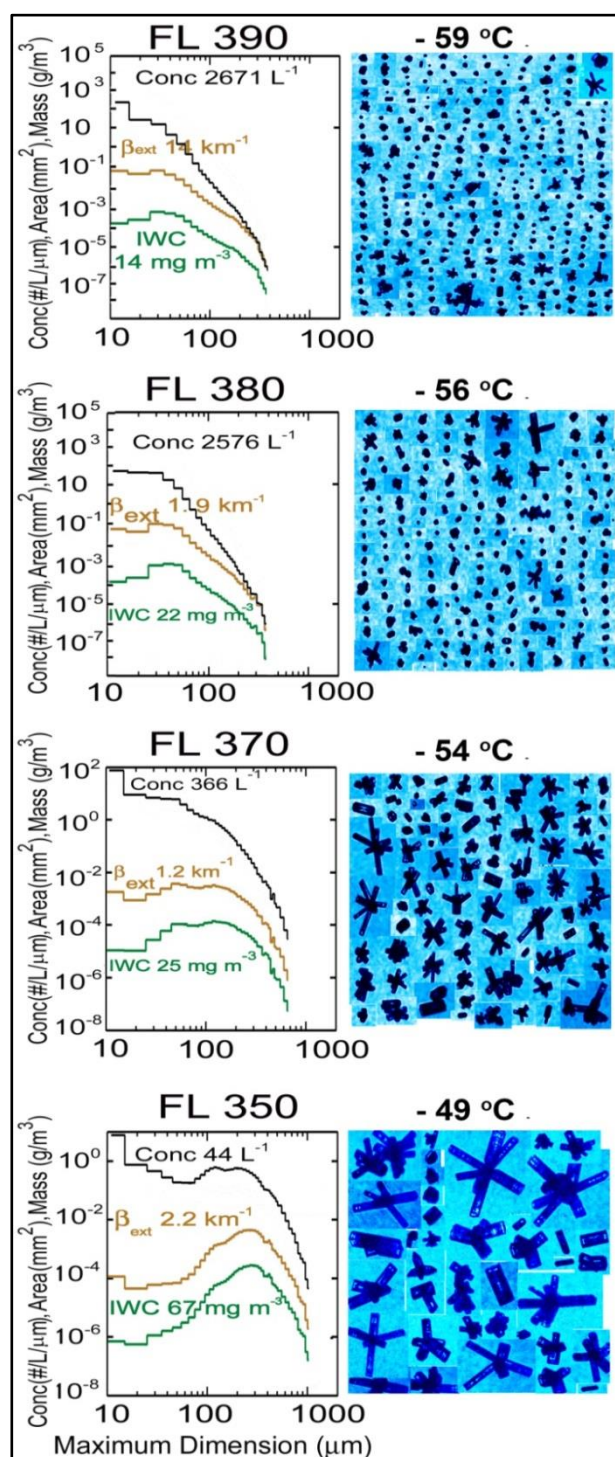 FL 390
- 59 °C
Conc(#/L/μm),Area(mm²),Mass (g/m³)
10⁵
10³
10
10⁻¹
10⁻³
10⁻⁵
10⁻⁷
Conc 2671 L⁻¹
βext 14 km⁻¹
IWC
14 mg m⁻³
10 100 1000
FL 380
- 56 °C
Conc(#/L/μm),Area(mm²),Mass (g/m³)
10⁵
10³
10
10⁻¹
10⁻³
10⁻⁵
10⁻⁷
Conc 2576 L⁻¹
βext 1.9 km⁻¹
IWC 22 mg m⁻³
10 100 1000
FL 370
- 54 °C
Conc(#/L/μm),Area(mm²), Mass (g/m³)
10²
10⁰
10⁻²
10⁻⁴
10⁻⁶
10⁻⁸
Conc 366 L⁻¹
βext 1.2 km⁻¹
IWC 25 mg m⁻³
10 100 1000
FL 350
- 49 °C
Conc(#/L/μm),Area(mm²), Mass (g/m³)
10⁰
10⁻²
10⁻⁴
10⁻⁶
10⁻⁸
Conc 44 L⁻¹
βext 2.2 km⁻¹
IWC 67 mg m⁻³
10 100 1000
Maximum Dimension (μm)